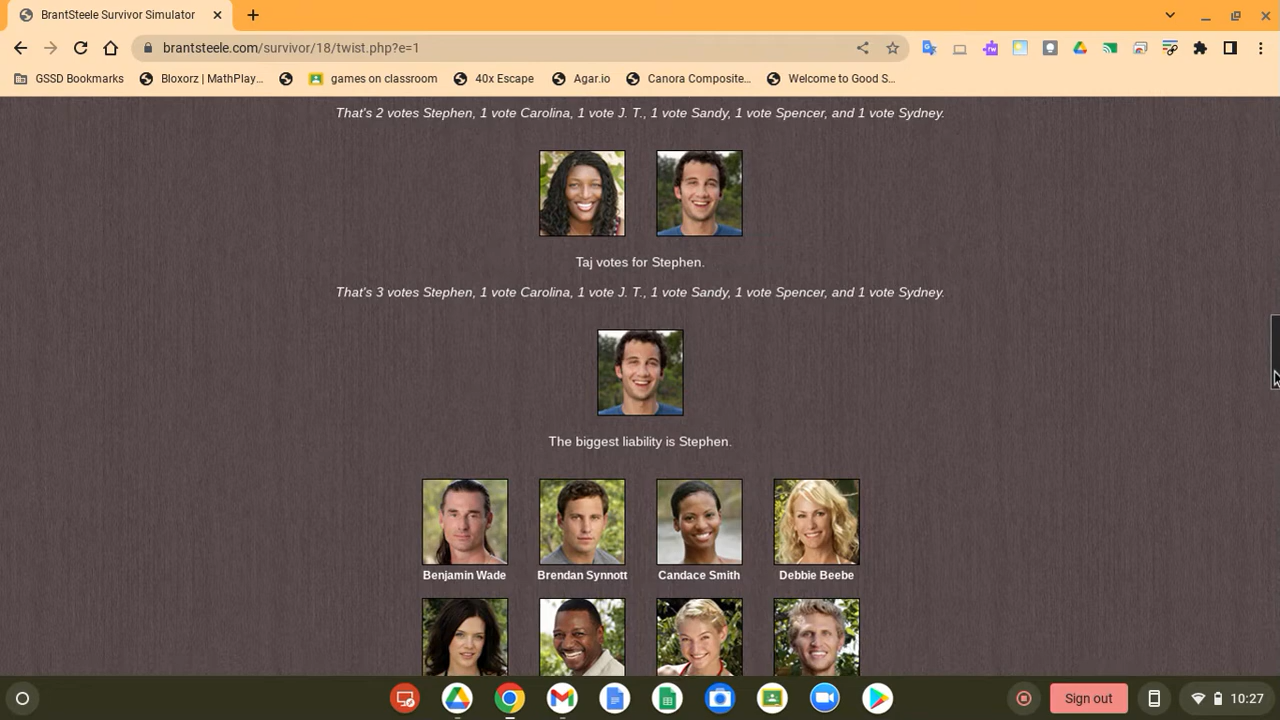 BrantSteele Survivor Simulator
brantsteele.com/survivor/18/twist.php?e=1
GSSD Bookmarks
Bloxorz | MathPlay...
games on classroom
40x Escape
Agar.io
Canora Composite...
Welcome to Good S...
That's 2 votes Stephen, 1 vote Carolina, 1 vote J. T., 1 vote Sandy, 1 vote Spencer, and 1 vote Sydney.
Taj votes for Stephen.
That's 3 votes Stephen, 1 vote Carolina, 1 vote J. T., 1 vote Sandy, 1 vote Spencer, and 1 vote Sydney.
The biggest liability is Stephen.
Benjamin Wade
Brendan Synnott
Candace Smith
Debbie Beebe
Sign out
10:27